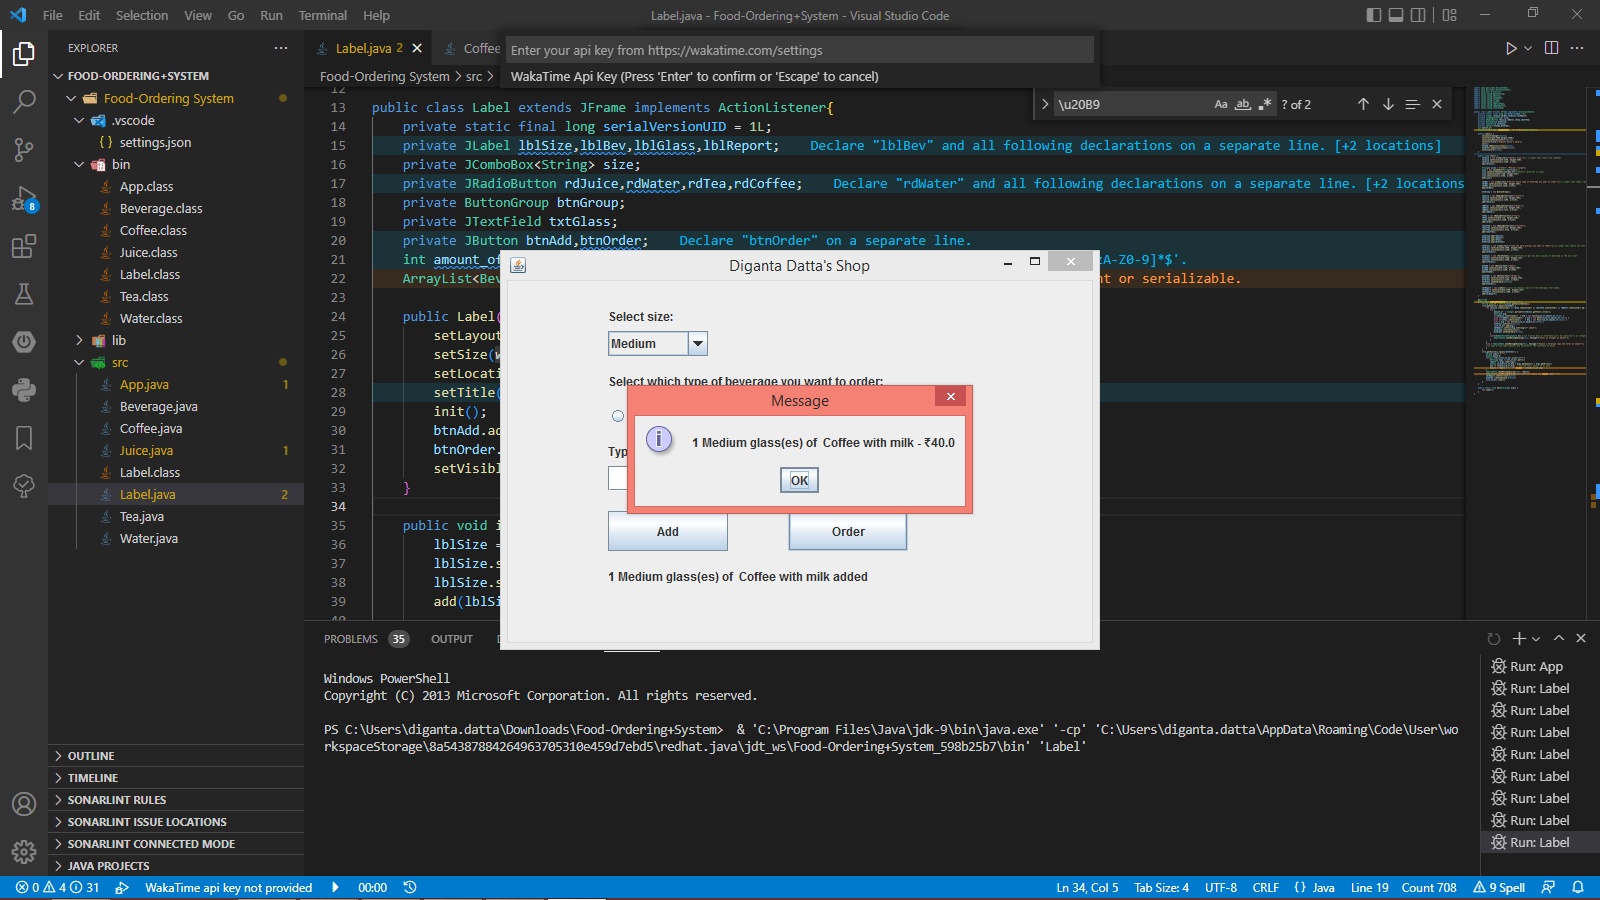 File Edit Selection View Go Run Terminal Help
Label.java - Food-Ordering+System - Visual Studio Code
EXPLORER
Label.java 2
Coffee
Enter your api key from https://wakatime.com/settings
WakaTime Api Key (Press 'Enter' to confirm or 'Escape' to cancel)
Food-Ordering System > src >
\u20B9
Aa ab ? of 2
FOOD-ORDERING+SYSTEM
Food-Ordering System
.vscode
{ } settings.json
bin
App.class
Beverage.class
Coffee.class
Juice.class
Label.class
Tea.class
Water.class
lib
src
App.java 1
Beverage.java
Coffee.java
Juice.java 1
Label.class
Label.java 2
Tea.java
Water.java
8
OUTLINE
TIMELINE
SONARLINT RULES
SONARLINT ISSUE LOCATIONS
SONARLINT CONNECTED MODE
JAVA PROJECTS
12
13 public class Label extends JFrame implements ActionListener{
14 private static final long serialVersionUID = 1L;
15 private JLabel lblSize,lblBev,lblGlass,lblReport; Declare "lblBev" and all following declarations on a separate line. [+2 locations]
16 private JComboBox<String> size;
17 private JRadioButton rdJuice,rdWater,rdTea,rdCoffee; Declare "rdWater" and all following declarations on a separate line. [+2 locations
18 private ButtonGroup btnGroup;
19 private JTextField txtGlass;
20 private JButton btnAdd,btnOrder; Declare "btnOrder" on a separate line.
21 int amount_of zA-Z0-9]*$'.
22 ArrayList<Bev nt or serializable.
23
24 public Label(
25 setLayout
26 setSize(w
27 setLocati
28 setTitle(
29 init();
30 btnAdd.ad
31 btnOrder.
32 setVisibl
33 }
34
35 public void i
36 lblSize =
37 lblSize.s
38 lblSize.s
39 add(lblSi
Diganta Datta's Shop
Select size:
Medium
Select which type of beverage you want to order:
Typ
Message
1 Medium glass(es) of Coffee with milk - ₹40.0
OK
Add
Order
1 Medium glass(es) of Coffee with milk added
PROBLEMS 35 OUTPUT
Windows PowerShell
Copyright (C) 2013 Microsoft Corporation. All rights reserved.
PS C:\Users\diganta.datta\Downloads\Food-Ordering+System> & 'C:\Program Files\Java\jdk-9\bin\java.exe' '-cp' 'C:\Users\diganta.datta\AppData\Roaming\Code\User\wo
rkspaceStorage\8a54387884264963705310e459d7ebd5\redhat.java\jdt_ws\Food-Ordering+System_598b25b7\bin' 'Label'
Run: App
Run: Label
Run: Label
Run: Label
Run: Label
Run: Label
Run: Label
Run: Label
Run: Label
0 4 31 WakaTime api key not provided 00:00
Ln 34, Col 5 Tab Size: 4 UTF-8 CRLF { } Java Line 19 Count 708 9 Spell